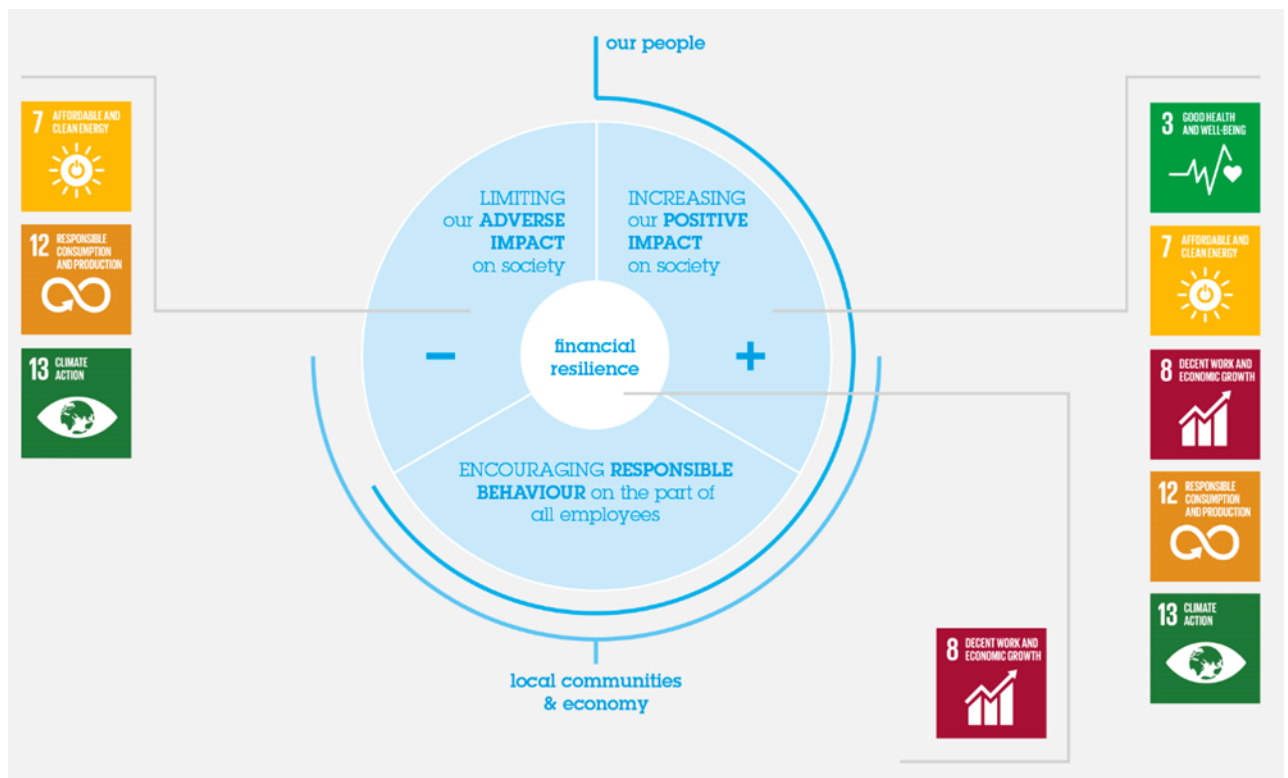 our people
7 AFFORDABLE AND
CLEAN ENERGY
12 RESPONSIBLE
CONSUMPTION
AND PRODUCTION
13 CLIMATE
ACTION
LIMITING
our ADVERSE
IMPACT
on society
INCREASING
our POSITIVE
IMPACT
on society
financial
resilience
ENCOURAGING RESPONSIBLE
BEHAVIOUR on the part of
all employees
local communities
& economy
3 GOOD HEALTH
AND WELL-BEING
7 AFFORDABLE AND
CLEAN ENERGY
8 DECENT WORK AND
ECONOMIC GROWTH
12 RESPONSIBLE
CONSUMPTION
AND PRODUCTION
13 CLIMATE
ACTION
8 DECENT WORK AND
ECONOMIC GROWTH